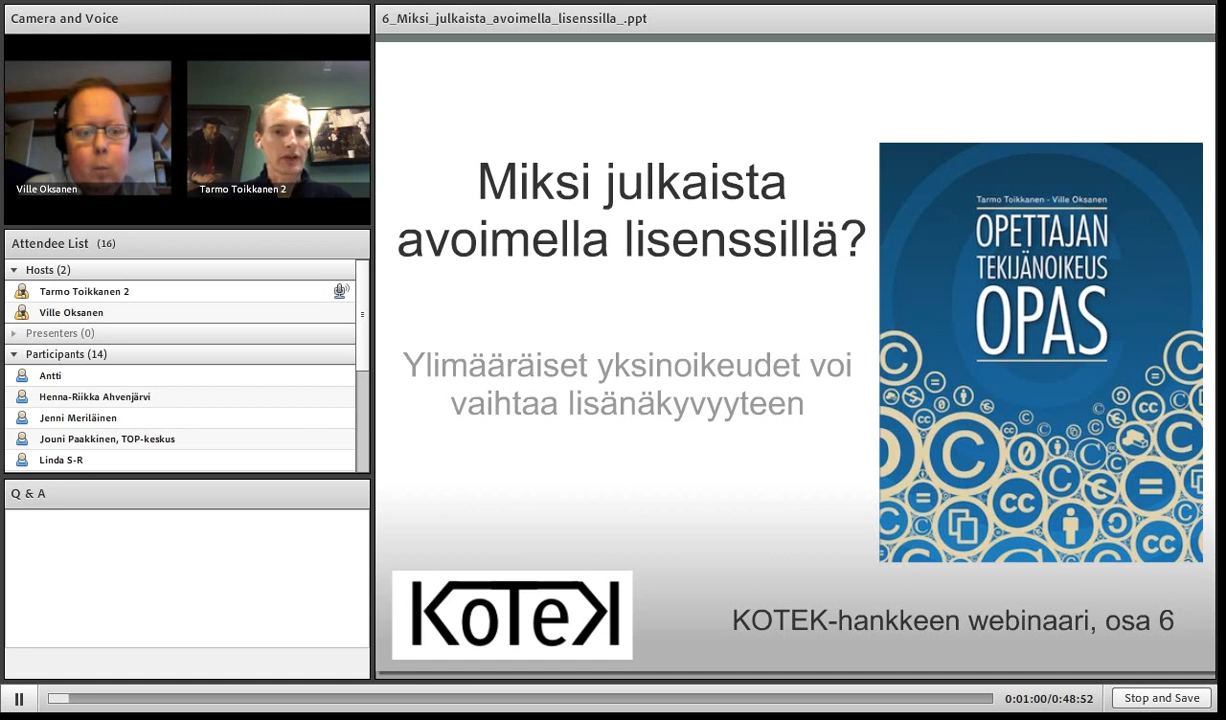 Camera and Voice
Ville Oksanen
Tarmo Toikkanen 2
Attendee List (16)
Hosts (2)
Tarmo Toikkanen 2
Ville Oksanen
Presenters (0)
Participants (14)
Antti
Henna-Riikka Ahvenjärvi
Jenni Meriläinen
Jouni Paakkinen, TOP-keskus
Linda S-R
Q & A
6_Miksi_julkaista_avoimella_lisenssilla_.ppt
Miksi julkaista
avoimella lisenssillä?
Ylimääräiset yksinoikeudet voi
vaihtaa lisänäkyvyyteen
Tarmo Toikkanen - Ville Oksanen
OPETTAJAN
TEKIJÄNOIKEUS
OPAS
KoTeK
KOTEK-hankkeen webinaari, osa 6
0:01:00/0:48:52
Stop and Save